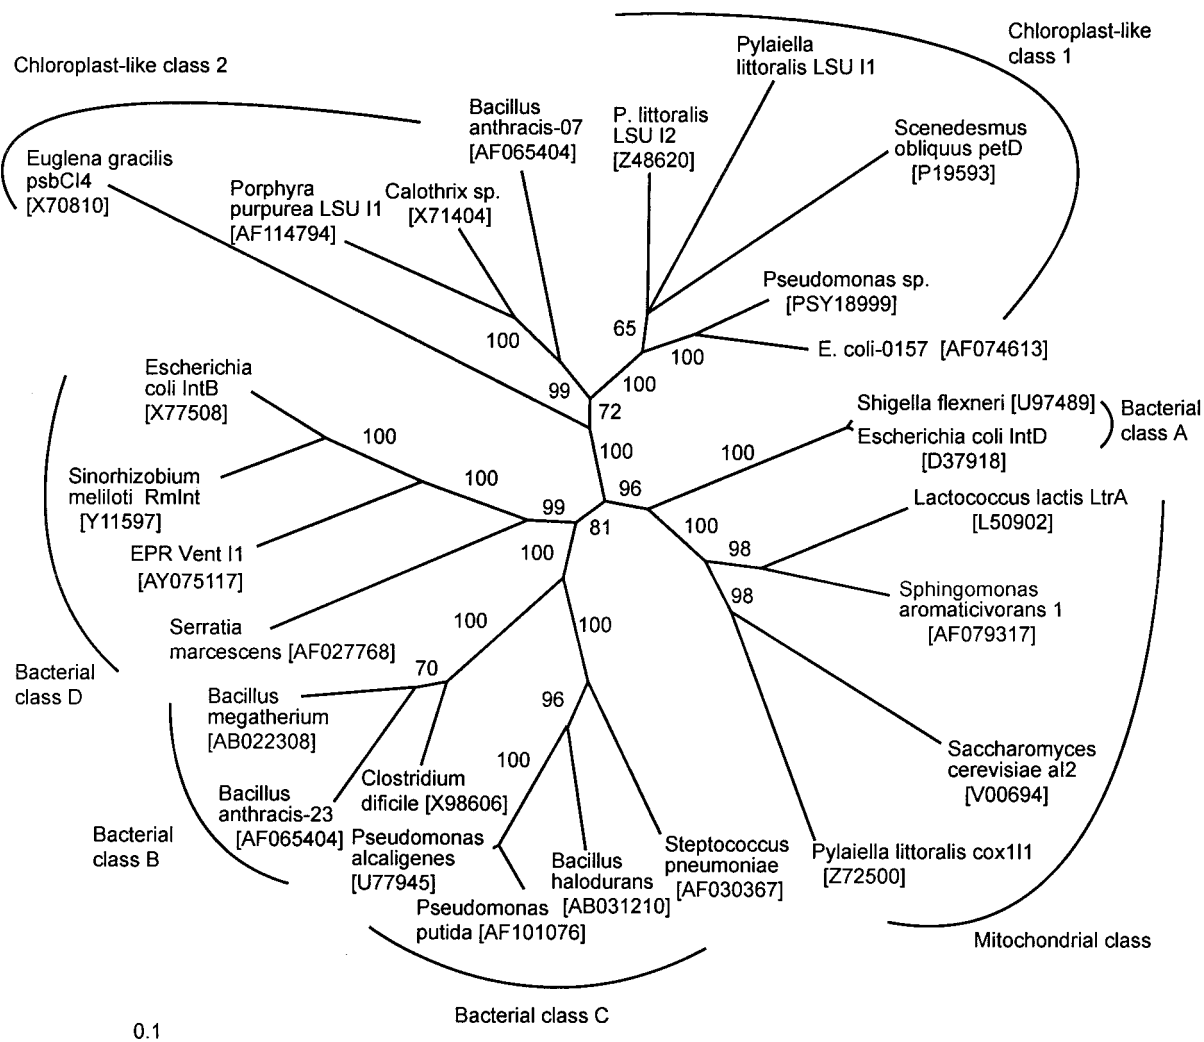 Chloroplast-like
class 1
Pylaiella
littoralis LSU I1
Chloroplast-like class 2
Bacillus
anthracis-07
[AF065404]
P. littoralis
LSU I2
[Z48620]
Scenedesmus
obliquus petD
[P19593]
Euglena gracilis
psbCI4
[X70810]
Porphyra
purpurea LSU I1
[AF114794]
Calothrix sp.
[X71404]
Pseudomonas sp.
[PSY18999]
E. coli-0157 [AF074613]
65
100
100
100
99
72
100
Escherichia
coli IntB
[X77508]
Shigella flexneri [U97489]
Escherichia coli IntD
[D37918]
Bacterial
class A
100
100
100
96
99
81
Sinorhizobium
meliloti RmInt
[Y11597]
EPR Vent I1
[AY075117]
Lactococcus lactis LtrA
[L50902]
100
98
98
100
Sphingomonas
aromaticivorans 1
[AF079317]
Serratia
marcescens [AF027768]
100
100
70
96
100
Bacterial
class D
Bacillus
megatherium
[AB022308]
Saccharomyces
cerevisiae aI2
[V00694]
Bacillus
anthracis-23
[AF065404]
Clostridium
dificile [X98606]
Bacterial
class B
Pseudomonas
alcaligenes
[U77945]
Pseudomonas
putida [AF101076]
Bacillus
halodurans
[AB031210]
Steptococcus
pneumoniae
[AF030367]
Pylaiella littoralis cox1I1
[Z72500]
Mitochondrial class
Bacterial class C
0.1